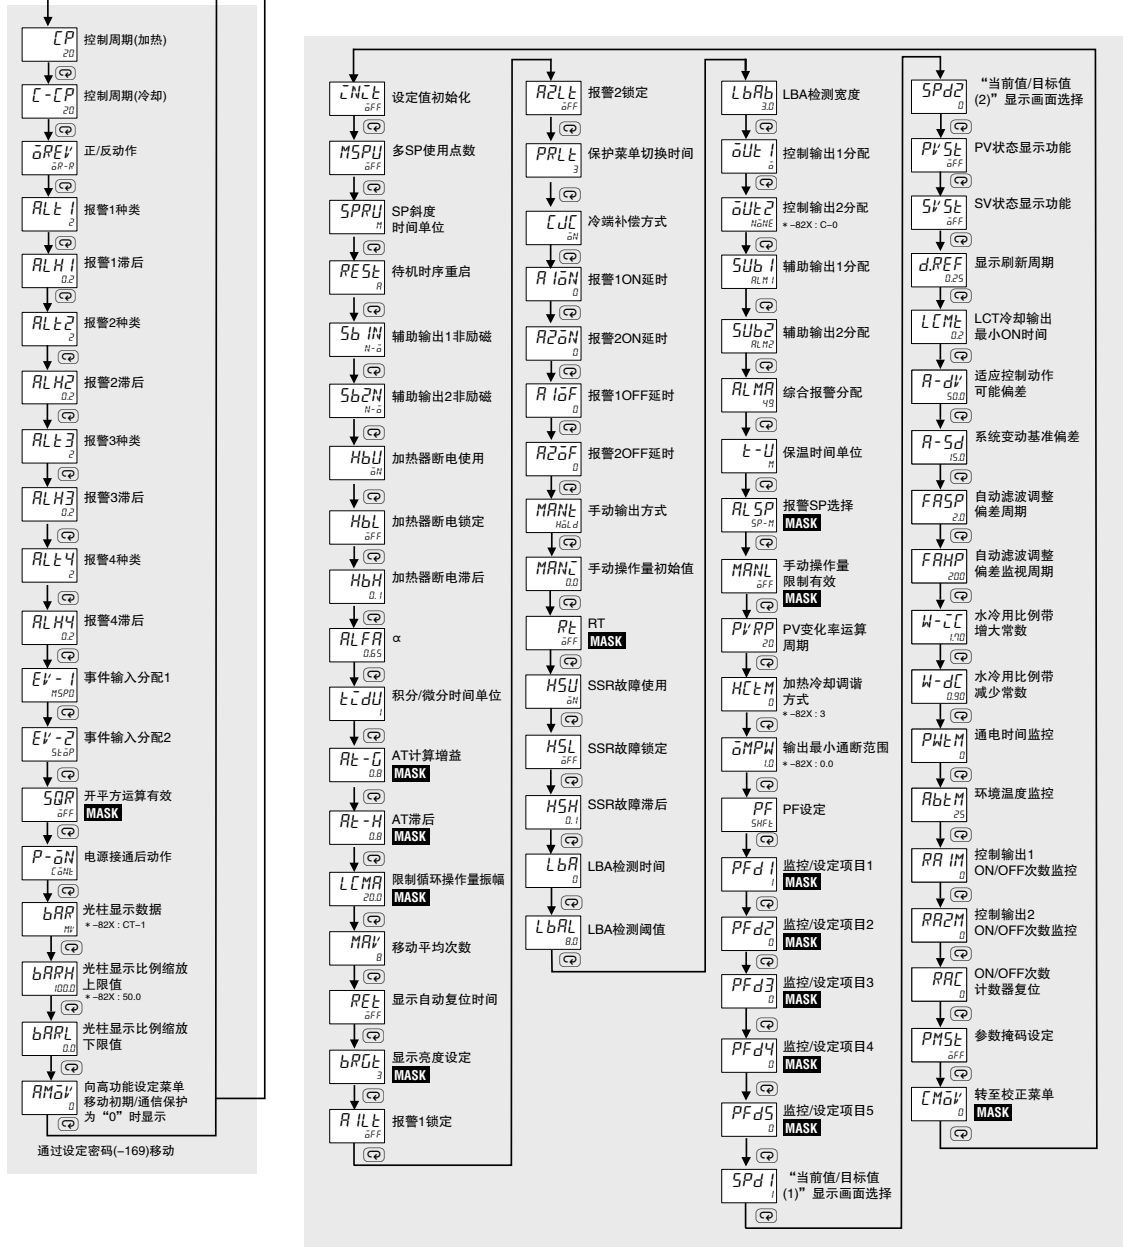 CP
20
控制周期(加热)
C-CP
20
控制周期(冷却)
oREV
oR-R
正/反动作
ALt1
2
报警1种类
ALH1
0.2
报警1滞后
ALt2
2
报警2种类
ALH2
0.2
报警2滞后
ALt3
2
报警3种类
ALH3
0.2
报警3滞后
ALt4
2
报警4种类
ALH4
0.2
报警4滞后
EV-1
MSP0
事件输入分配1
EV-2
StoP
事件输入分配2
SQR
oFF
开平方运算有效
MASK
P-oN
CoNt
电源接通后动作
bAR
MV
光柱显示数据
* −82X : CT−1
bARH
100.0
光柱显示比例缩放
上限值
* −82X : 50.0
bARL
0.0
光柱显示比例缩放
下限值
AMoV
0
向高功能设定菜单
移动初期/通信保护
为“0”时显示
通过设定密码(−169)移动
INIt
oFF
设定值初始化
MSPU
oFF
多SP使用点数
SPRU
M
SP斜度
时间单位
RESt
A
待机时序重启
Sb1N
N-o
辅助输出1非励磁
Sb2N
N-o
辅助输出2非励磁
HbU
oN
加热器断电使用
HbL
oFF
加热器断电锁定
HbH
0.1
加热器断电滞后
ALFA
0.65
α
tIdU
1
积分/微分时间单位
At-G
0.8
AT计算增益
MASK
At-H
0.8
AT滞后
MASK
LCMA
20.0
限制循环操作量振幅
MASK
MAV
8
移动平均次数
REt
oFF
显示自动复位时间
bRGt
3
显示亮度设定
MASK
A1Lt
oFF
报警1锁定
A2Lt
oFF
报警2锁定
PRLt
3
保护菜单切换时间
CJC
oN
冷端补偿方式
A1oN
0
报警1ON延时
A2oN
0
报警2ON延时
A1oF
0
报警1OFF延时
A2oF
0
报警2OFF延时
MANt
HoLd
手动输出方式
MANI
0.0
手动操作量初始值
Rt
oFF
RT
MASK
HSU
oN
SSR故障使用
HSL
oFF
SSR故障锁定
HSH
0.1
SSR故障滞后
LbA
0
LBA检测时间
LbAL
8.0
LBA检测阈值
LbAb
3.0
LBA检测宽度
oUt1
o
控制输出1分配
oUt2
NoNE
控制输出2分配
* −82X : C−0
SUb1
ALM1
辅助输出1分配
SUb2
ALM2
辅助输出2分配
ALMA
49
综合报警分配
t-U
M
保温时间单位
ALSP
SP-M
报警SP选择
MASK
MANL
oFF
手动操作量
限制有效
MASK
PVRP
20
PV变化率运算
周期
HCtM
0
加热冷却调谐
方式
* −82X : 3
oMPW
1.0
输出最小通断范围
* −82X : 0.0
PF
SHFt
PF设定
PFd1
1
监控/设定项目1
MASK
PFd2
0
监控/设定项目2
MASK
PFd3
0
监控/设定项目3
MASK
PFd4
0
监控/设定项目4
MASK
PFd5
0
监控/设定项目5
MASK
SPd1
1
“当前值/目标值
(1)”显示画面选择
SPd2
0
“当前值/目标值
(2)”显示画面选择
PVSt
oFF
PV状态显示功能
SVSt
oFF
SV状态显示功能
d.REF
0.25
显示刷新周期
LCMt
0.2
LCT冷却输出
最小ON时间
A-dV
50.0
适应控制动作
可能偏差
A-Sd
15.0
系统变动基准偏差
FASP
2.0
自动滤波调整
偏差周期
FAHP
200
自动滤波调整
偏差监视周期
W-IC
1.70
水冷用比例带
增大常数
W-dC
0.90
水冷用比例带
减少常数
PWtM
0
通电时间监控
AbtM
25
环境温度监控
RA1M
0
控制输出1
ON/OFF次数监控
RA2M
0
控制输出2
ON/OFF次数监控
RAC
0
ON/OFF次数
计数器复位
PMSt
oFF
参数掩码设定
CMoV
0
转至校正菜单
MASK